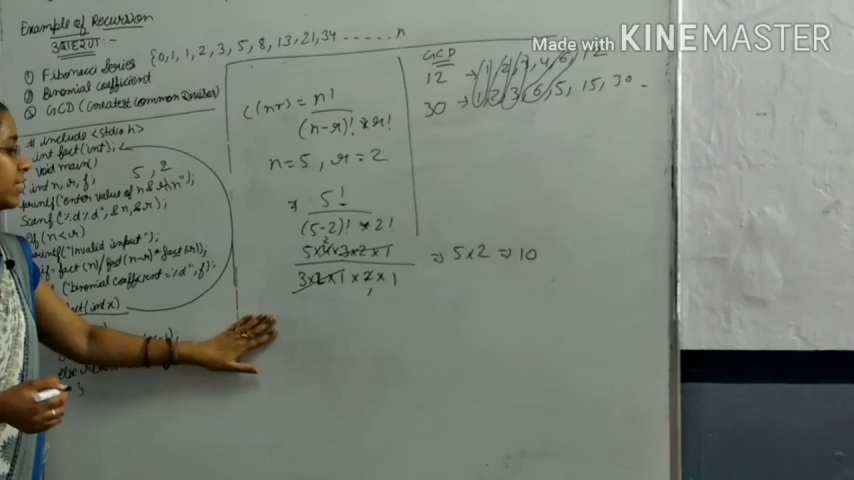 Example of Recursion
उदाहरण:-
① Fibonacci Series {0, 1, 1, 2, 3, 5, 8, 13, 21, 34 ...... n
② Binomial coefficient
③ GCD (Greatest Common Divisor)
# include <stdio.h>
int fact(int);
void main()
int n, r, f,
5, 2
printf("enter value of n & r\n");
Scanf("%d %d", &n, &r);
if (n<r)
printf("Invalid input");
f=fact(n)/fact(n-r)*fact(r);
("binomial coefficient=%d", f);
fact(int x)
else
}
C(nr) = n!
(n-r)! * r!
n=5, r=2
5!
(5-2)! * 2!
5×4×3×2×1
2
3×2×1×2×1
⇒ 5×2 ⇒ 10
GCD
12 → 1, 2, 3, 4, 6, 12
30 → 1, 2, 3, 6, 5, 15, 30
Made with KINEMASTER